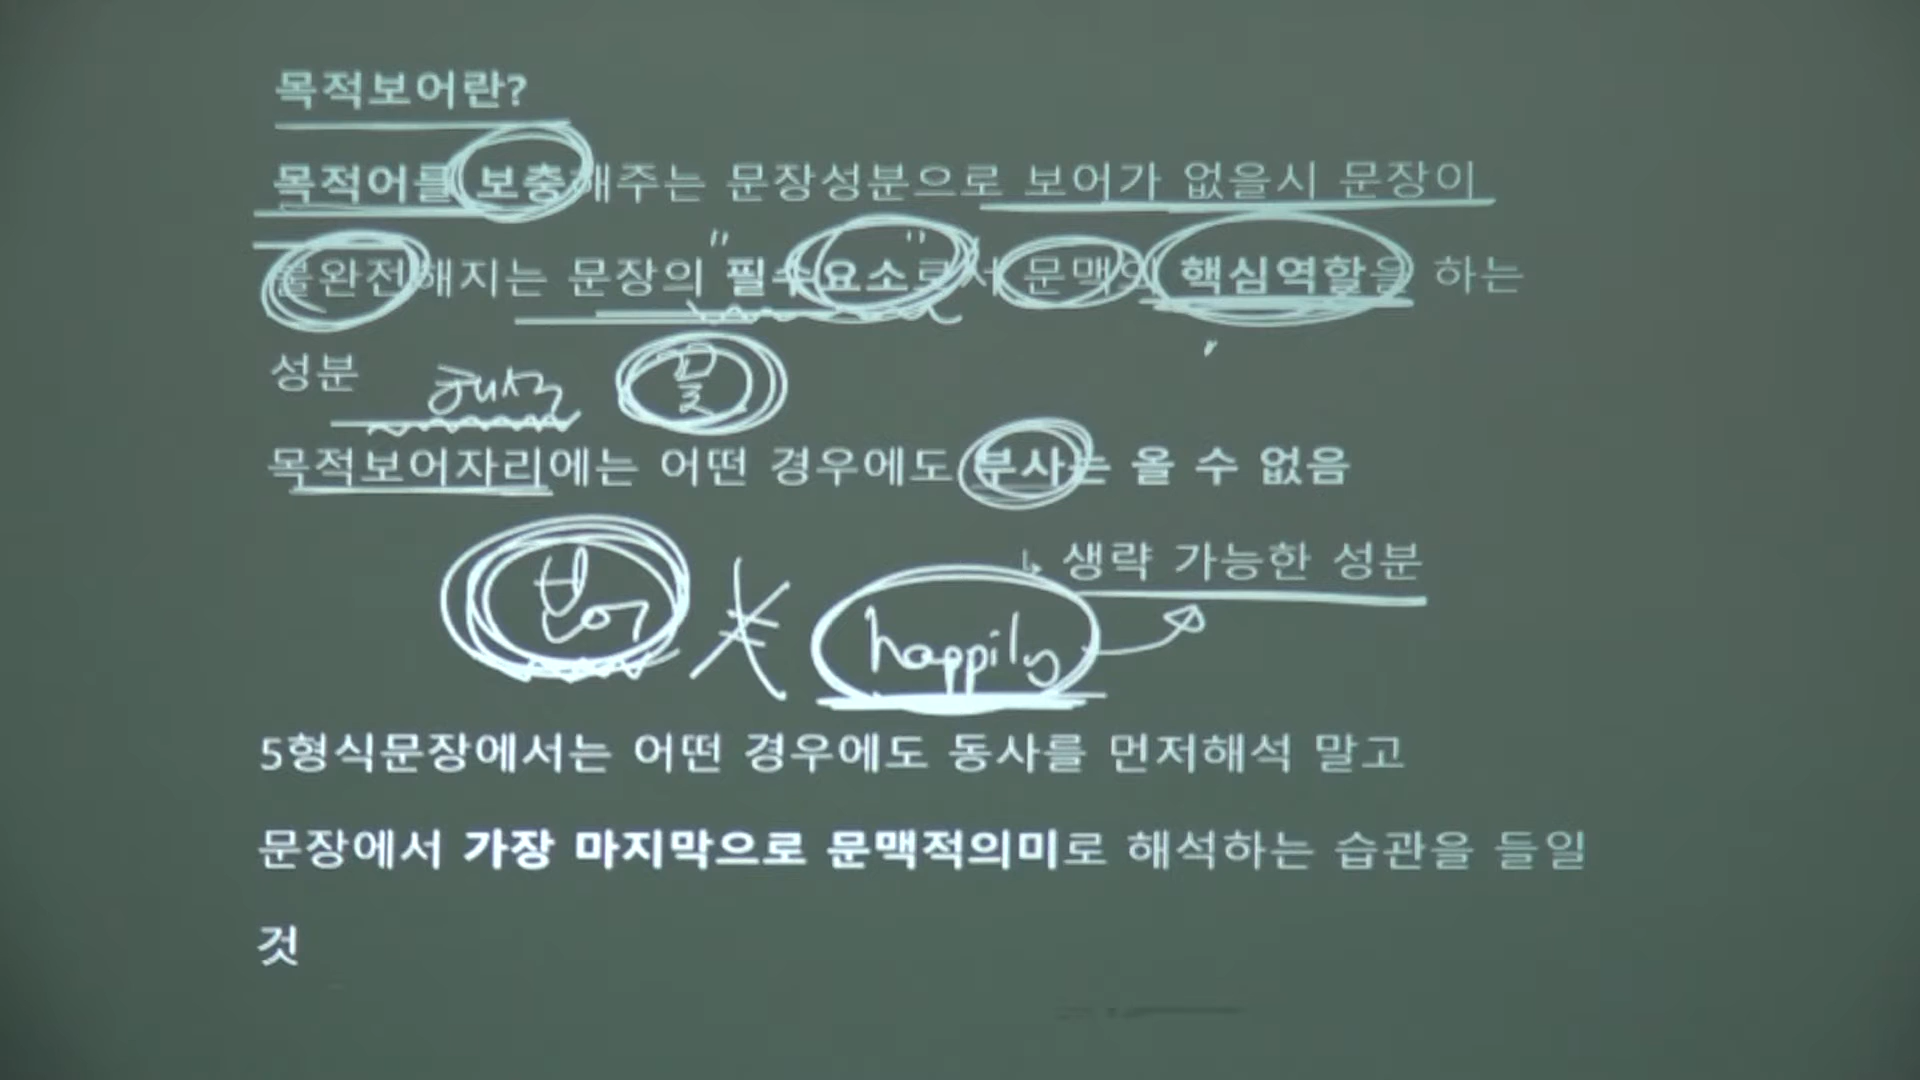 목적보어란?
목적어를 보충해주는 문장성분으로 보어가 없을시 문장이
불완전해지는 문장의 필수요소로서 문맥의 핵심역할을 하는
성분
물
목적보어자리에는 어떤 경우에도 부사는 올 수 없음
↳ 생략 가능한 성분
보어 happily
5형식문장에서는 어떤 경우에도 동사를 먼저해석 말고
문장에서 가장 마지막으로 문맥적의미로 해석하는 습관을 들일
것